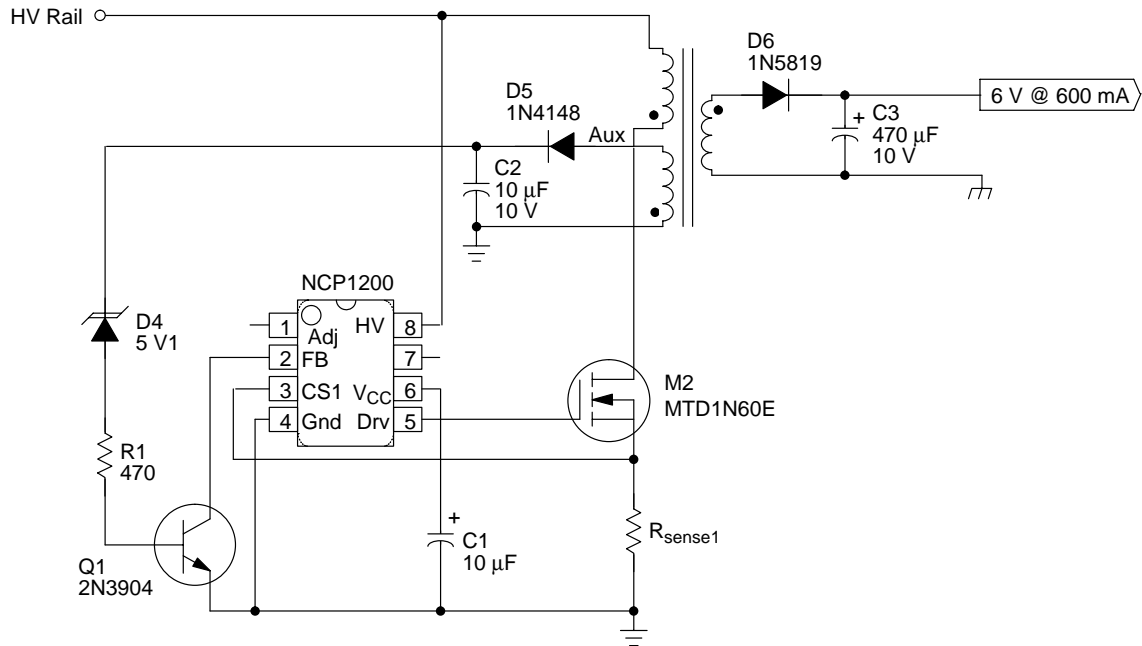 HV Rail
D6
1N5819
6 V @ 600 mA
D5
1N4148
Aux
C3
470 μF
10 V
+
C2
10 μF
10 V
NCP1200
D4
5 V1
1
Adj
HV
8
2
FB
7
3
CS1
VCC
6
4
Gnd
Drv
5
M2
MTD1N60E
R1
470
Rsense1
+
C1
10 μF
Q1
2N3904